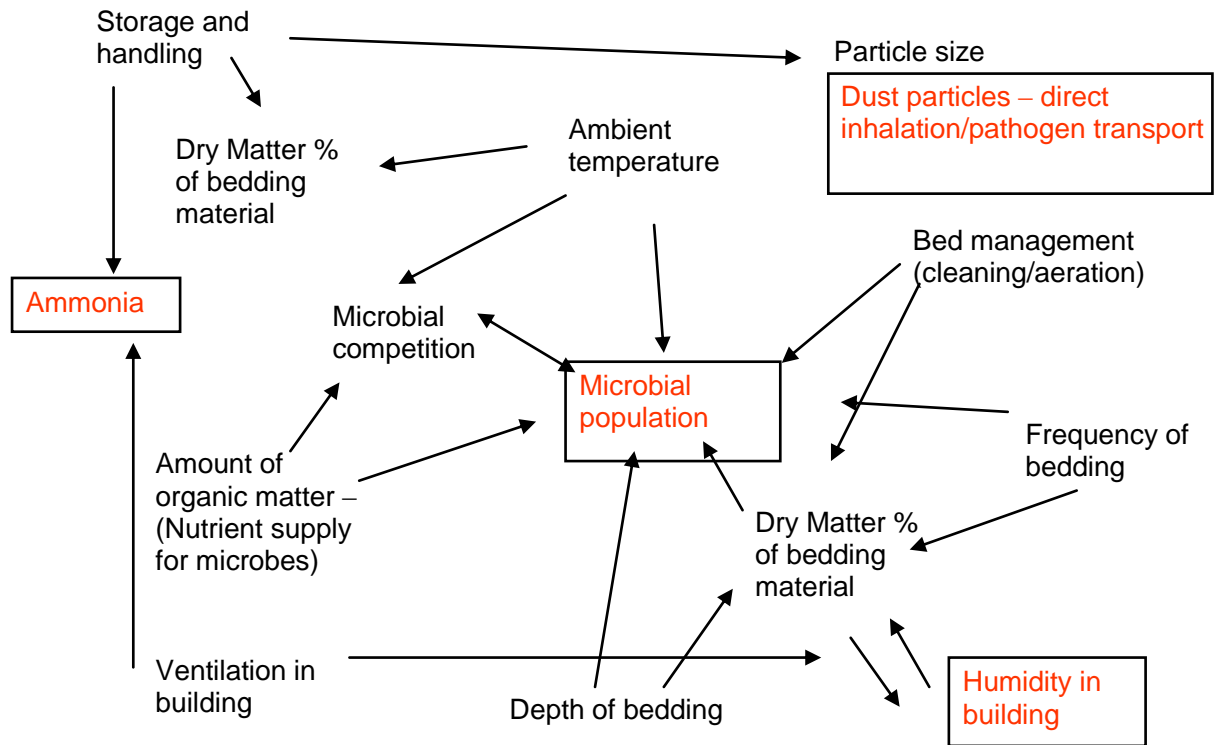 Storage and
handling
Particle size
Dust particles – direct
inhalation/pathogen transport
Ambient
temperature
Dry Matter %
of bedding
material
Bed management
(cleaning/aeration)
Ammonia
Microbial
competition
Microbial
population
Frequency of
bedding
Amount of
organic matter –
(Nutrient supply
for microbes)
Dry Matter %
of bedding
material
Ventilation in
building
Depth of bedding
Humidity in
building